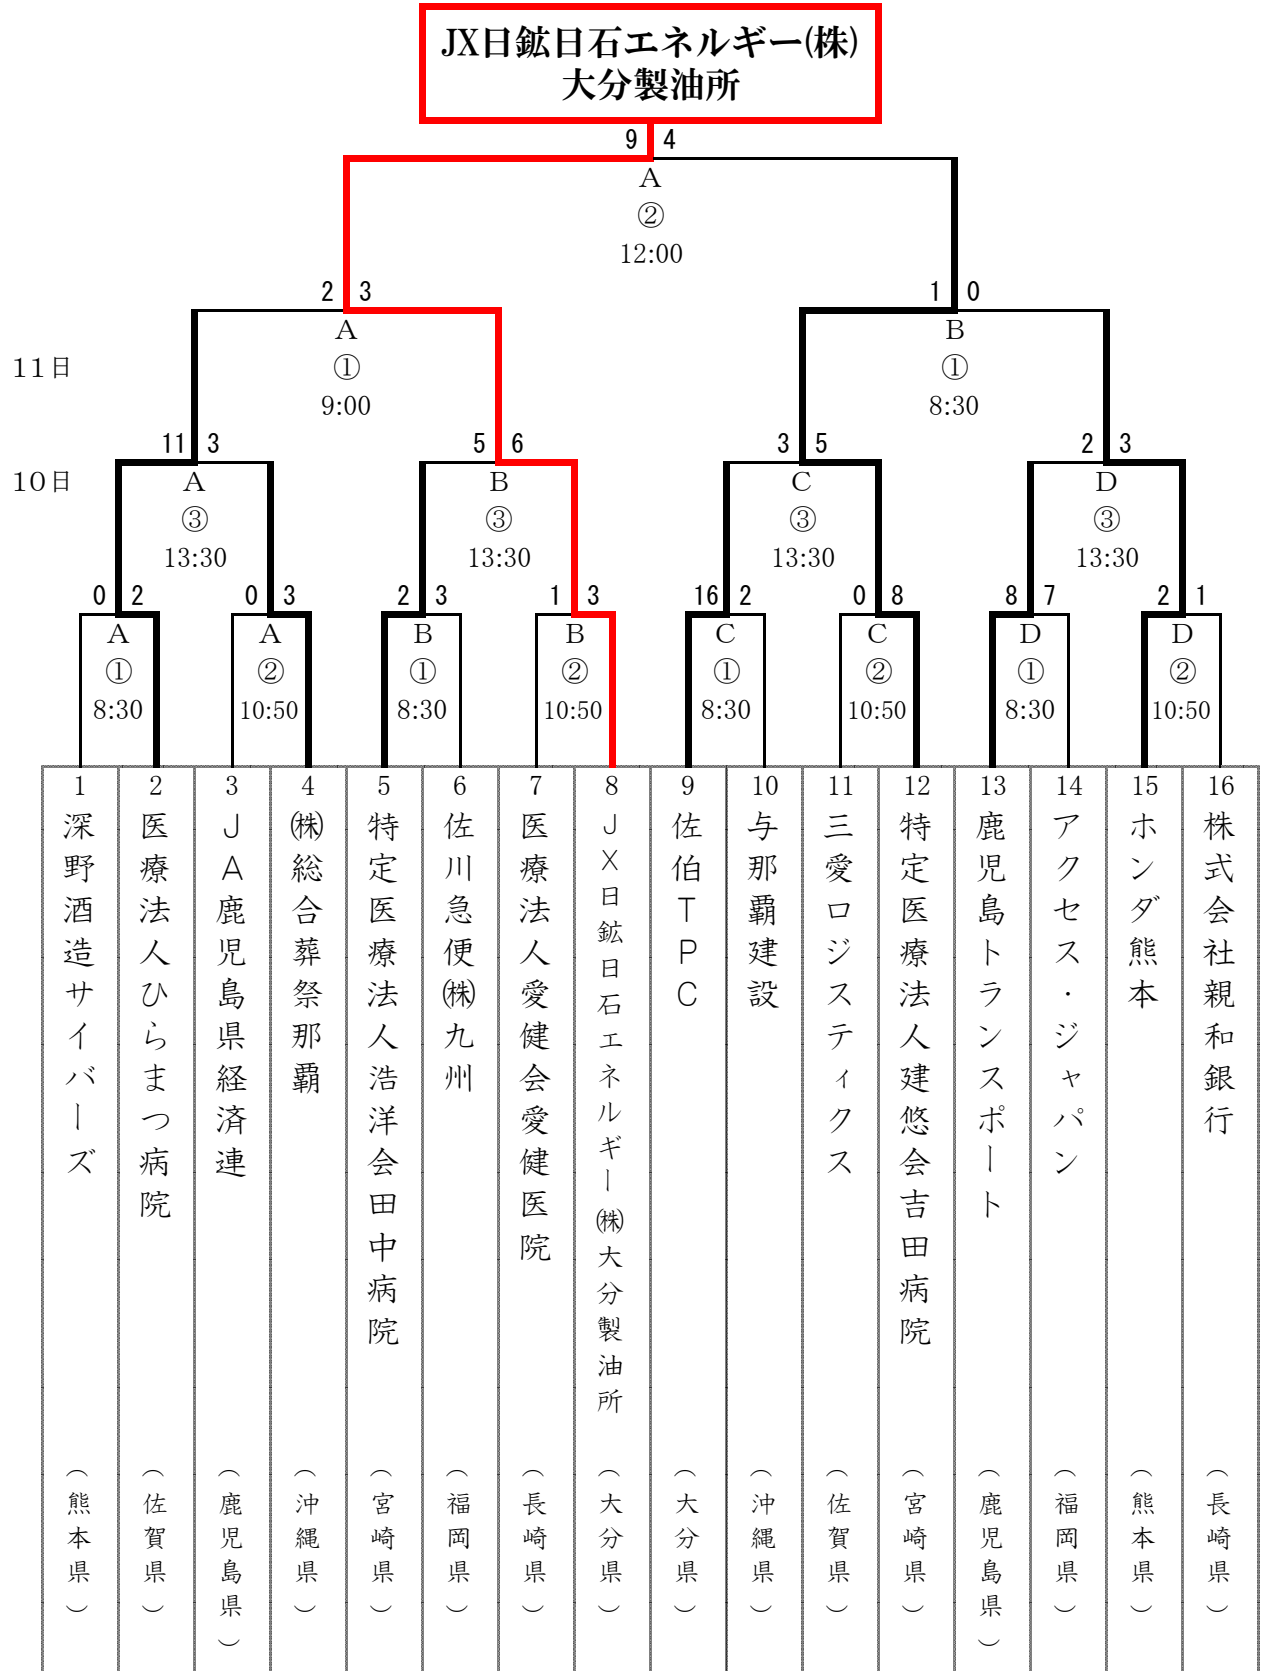 JX日鉱日石エネルギー(株)
大分製油所
9 4
A
②
12:00
2 3
1 0
A
B
11日
①
①
9:00
8:30
11 3
5 6
3 5
2 3
10日
A
B
C
D
③
③
③
③
13:30
13:30
13:30
13:30
0 2
0 3
2 3
1 3
16 2
0 8
8 7
2 1
A
A
B
B
C
C
D
D
①
②
①
②
①
②
①
②
8:30
10:50
8:30
10:50
8:30
10:50
8:30
10:50
1
深野酒造サイバーズ
(熊本県)
2
医療法人ひらまつ病院
(佐賀県)
3
JA鹿児島県経済連
(鹿児島県)
4
㈱総合葬祭那覇
(沖縄県)
5
特定医療法人浩洋会田中病院
(宮崎県)
6
佐川急便㈱九州
(福岡県)
7
医療法人愛健会愛健医院
(長崎県)
8
JX日鉱日石エネルギー㈱大分製油所
(大分県)
9
佐伯TPC
(大分県)
10
与那覇建設
(沖縄県)
11
三愛ロジスティクス
(佐賀県)
12
特定医療法人建悠会吉田病院
(宮崎県)
13
鹿児島トランスポート
(鹿児島県)
14
アクセス・ジャパン
(福岡県)
15
ホンダ熊本
(熊本県)
16
株式会社親和銀行
(長崎県)